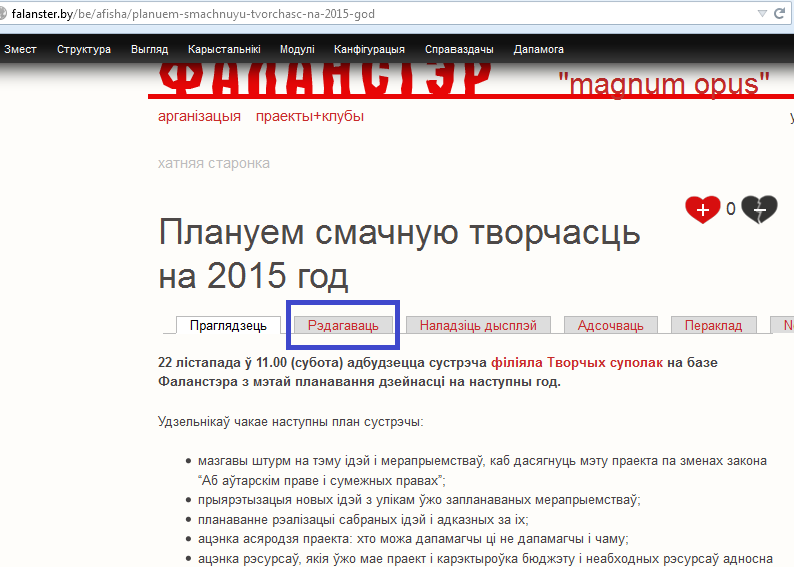 falanster.by/be/afisha/planuem-smachnuyu-tvorchasc-na-2015-god
Змест Структура Выгляд Карыстальнікі Модулі Канфігурацыя Справаздачы Дапамога
ФАЛАНСТЭР "magnum opus"
арганізацыя праекты+клубы
хатняя старонка
0
Плануем смачную творчасць
на 2015 год
Праглядзець Рэдагаваць Наладзіць дысплэй Адсочваць Пераклад
22 лістапада ў 11.00 (субота) адбудзецца сустрэча філіяла Творчых суполак на базе
Фаланстэра з мэтай планавання дзейнасці на наступны год.
Удзельнікаў чакае наступны план сустрэчы:
мазгавы штурм на тэму ідэй і мерапрыемстваў, каб дасягнуць мэту праекта па зменах закона
“Аб аўтарскім праве і сумежных правах”;
прыярэтызацыя новых ідэй з улікам ўжо запланаваных мерапрыемстваў;
планаванне рэалізацыі сабраных ідэй і адказных за іх;
ацэнка асяродзя праекта: хто можа дапамагчы ці не дапамагчы і чаму;
ацэнка рэсурсаў, якія ўжо мае праект і карэктыроўка бюджэту і неабходных рэсурсаў адносна